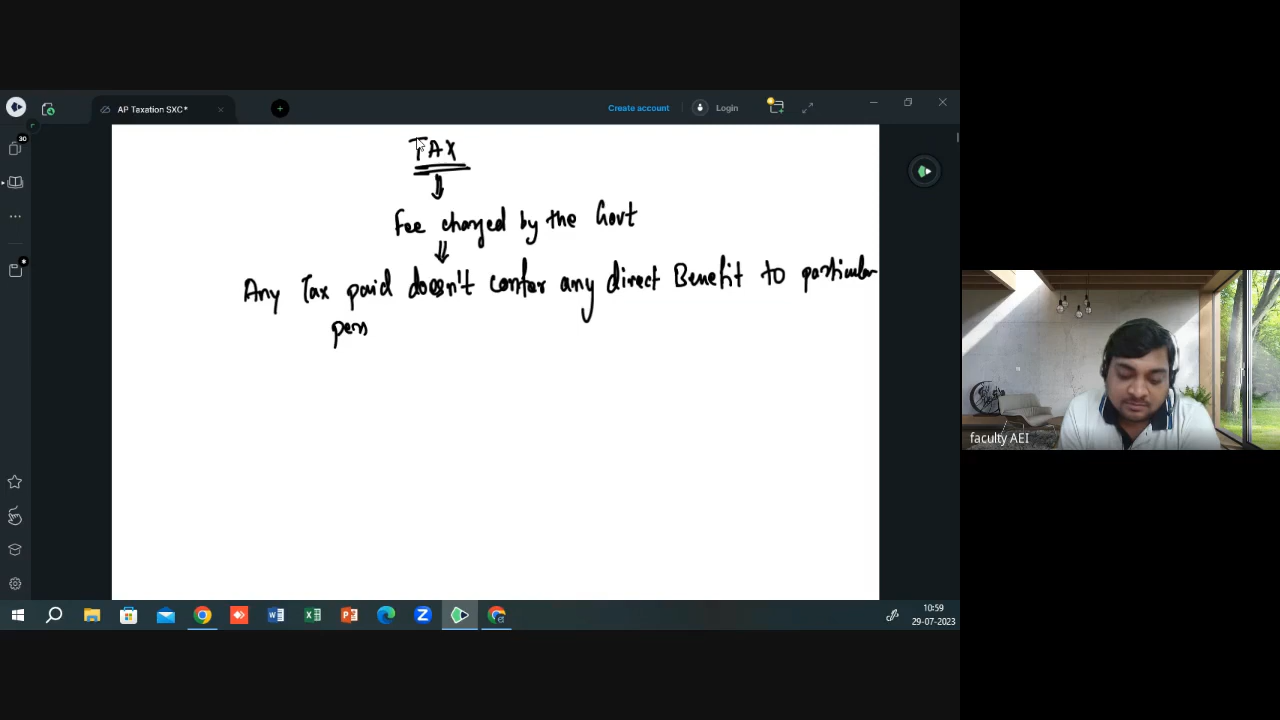 AP Taxation SXC*
Create account
Login
30
TAX
Fee charged by the Govt
Any Tax paid doesn't confer any direct Benefit to particular
pers
faculty AEI
10:59
29-07-2023